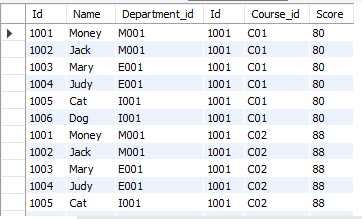 Id Name Department_id Id Course_id Score
1001 Money M001 1001 C01 80
1002 Jack M001 1001 C01 80
1003 Mary E001 1001 C01 80
1004 Judy E001 1001 C01 80
1005 Cat I001 1001 C01 80
1006 Dog I001 1001 C01 80
1001 Money M001 1001 C02 88
1002 Jack M001 1001 C02 88
1003 Mary E001 1001 C02 88
1004 Judy E001 1001 C02 88
1005 Cat I001 1001 C02 88